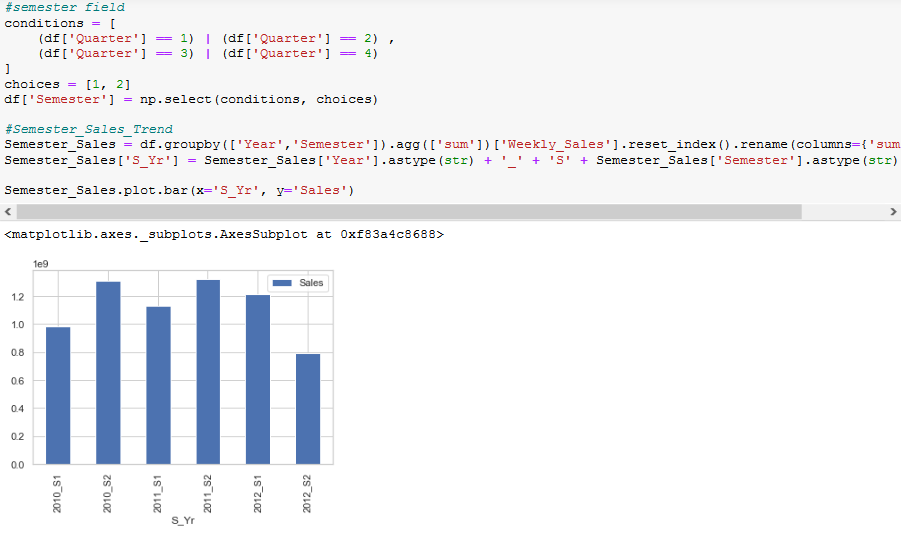 #semester field
conditions = [
    (df['Quarter'] == 1) | (df['Quarter'] == 2) ,
    (df['Quarter'] == 3) | (df['Quarter'] == 4)
]
choices = [1, 2]
df['Semester'] = np.select(conditions, choices)
#Semester_Sales_Trend
Semester_Sales = df.groupby(['Year','Semester']).agg(['sum'])['Weekly_Sales'].reset_index().rename(columns={'sum
Semester_Sales['S_Yr'] = Semester_Sales['Year'].astype(str) + '_' + 'S' + Semester_Sales['Semester'].astype(str)
Semester_Sales.plot.bar(x='S_Yr', y='Sales')
<matplotlib.axes._subplots.AxesSubplot at 0xf83a4c8688>
1e9
Sales
1.2
1.0
0.8
0.6
0.4
0.2
0.0
2010_S1
2010_S2
2011_S1
2011_S2
2012_S1
2012_S2
S_Yr